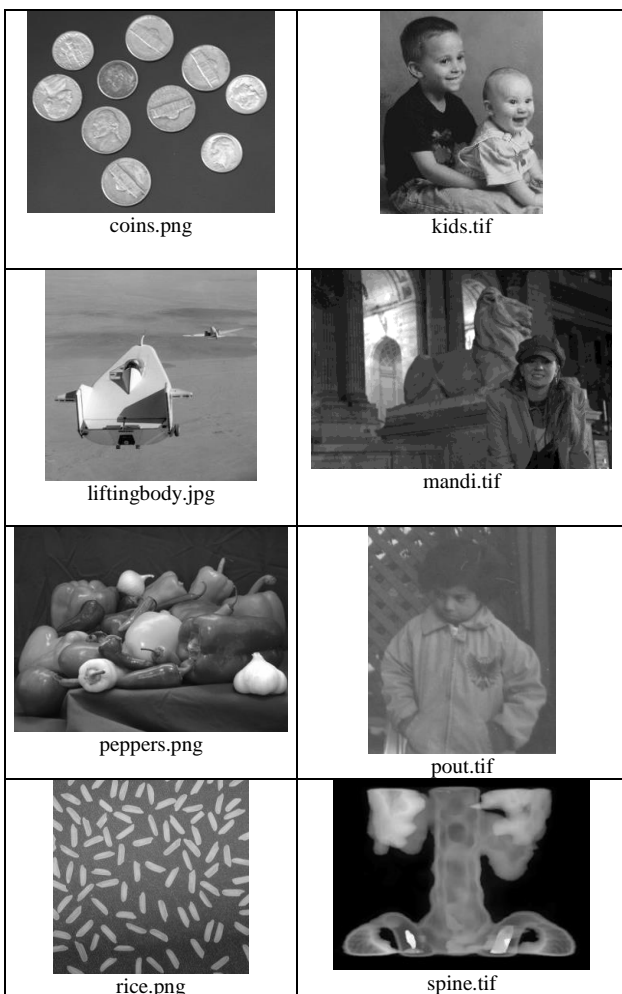 coins.png
kids.tif
liftingbody.jpg
mandi.tif
peppers.png
pout.tif
rice.png
spine.tif